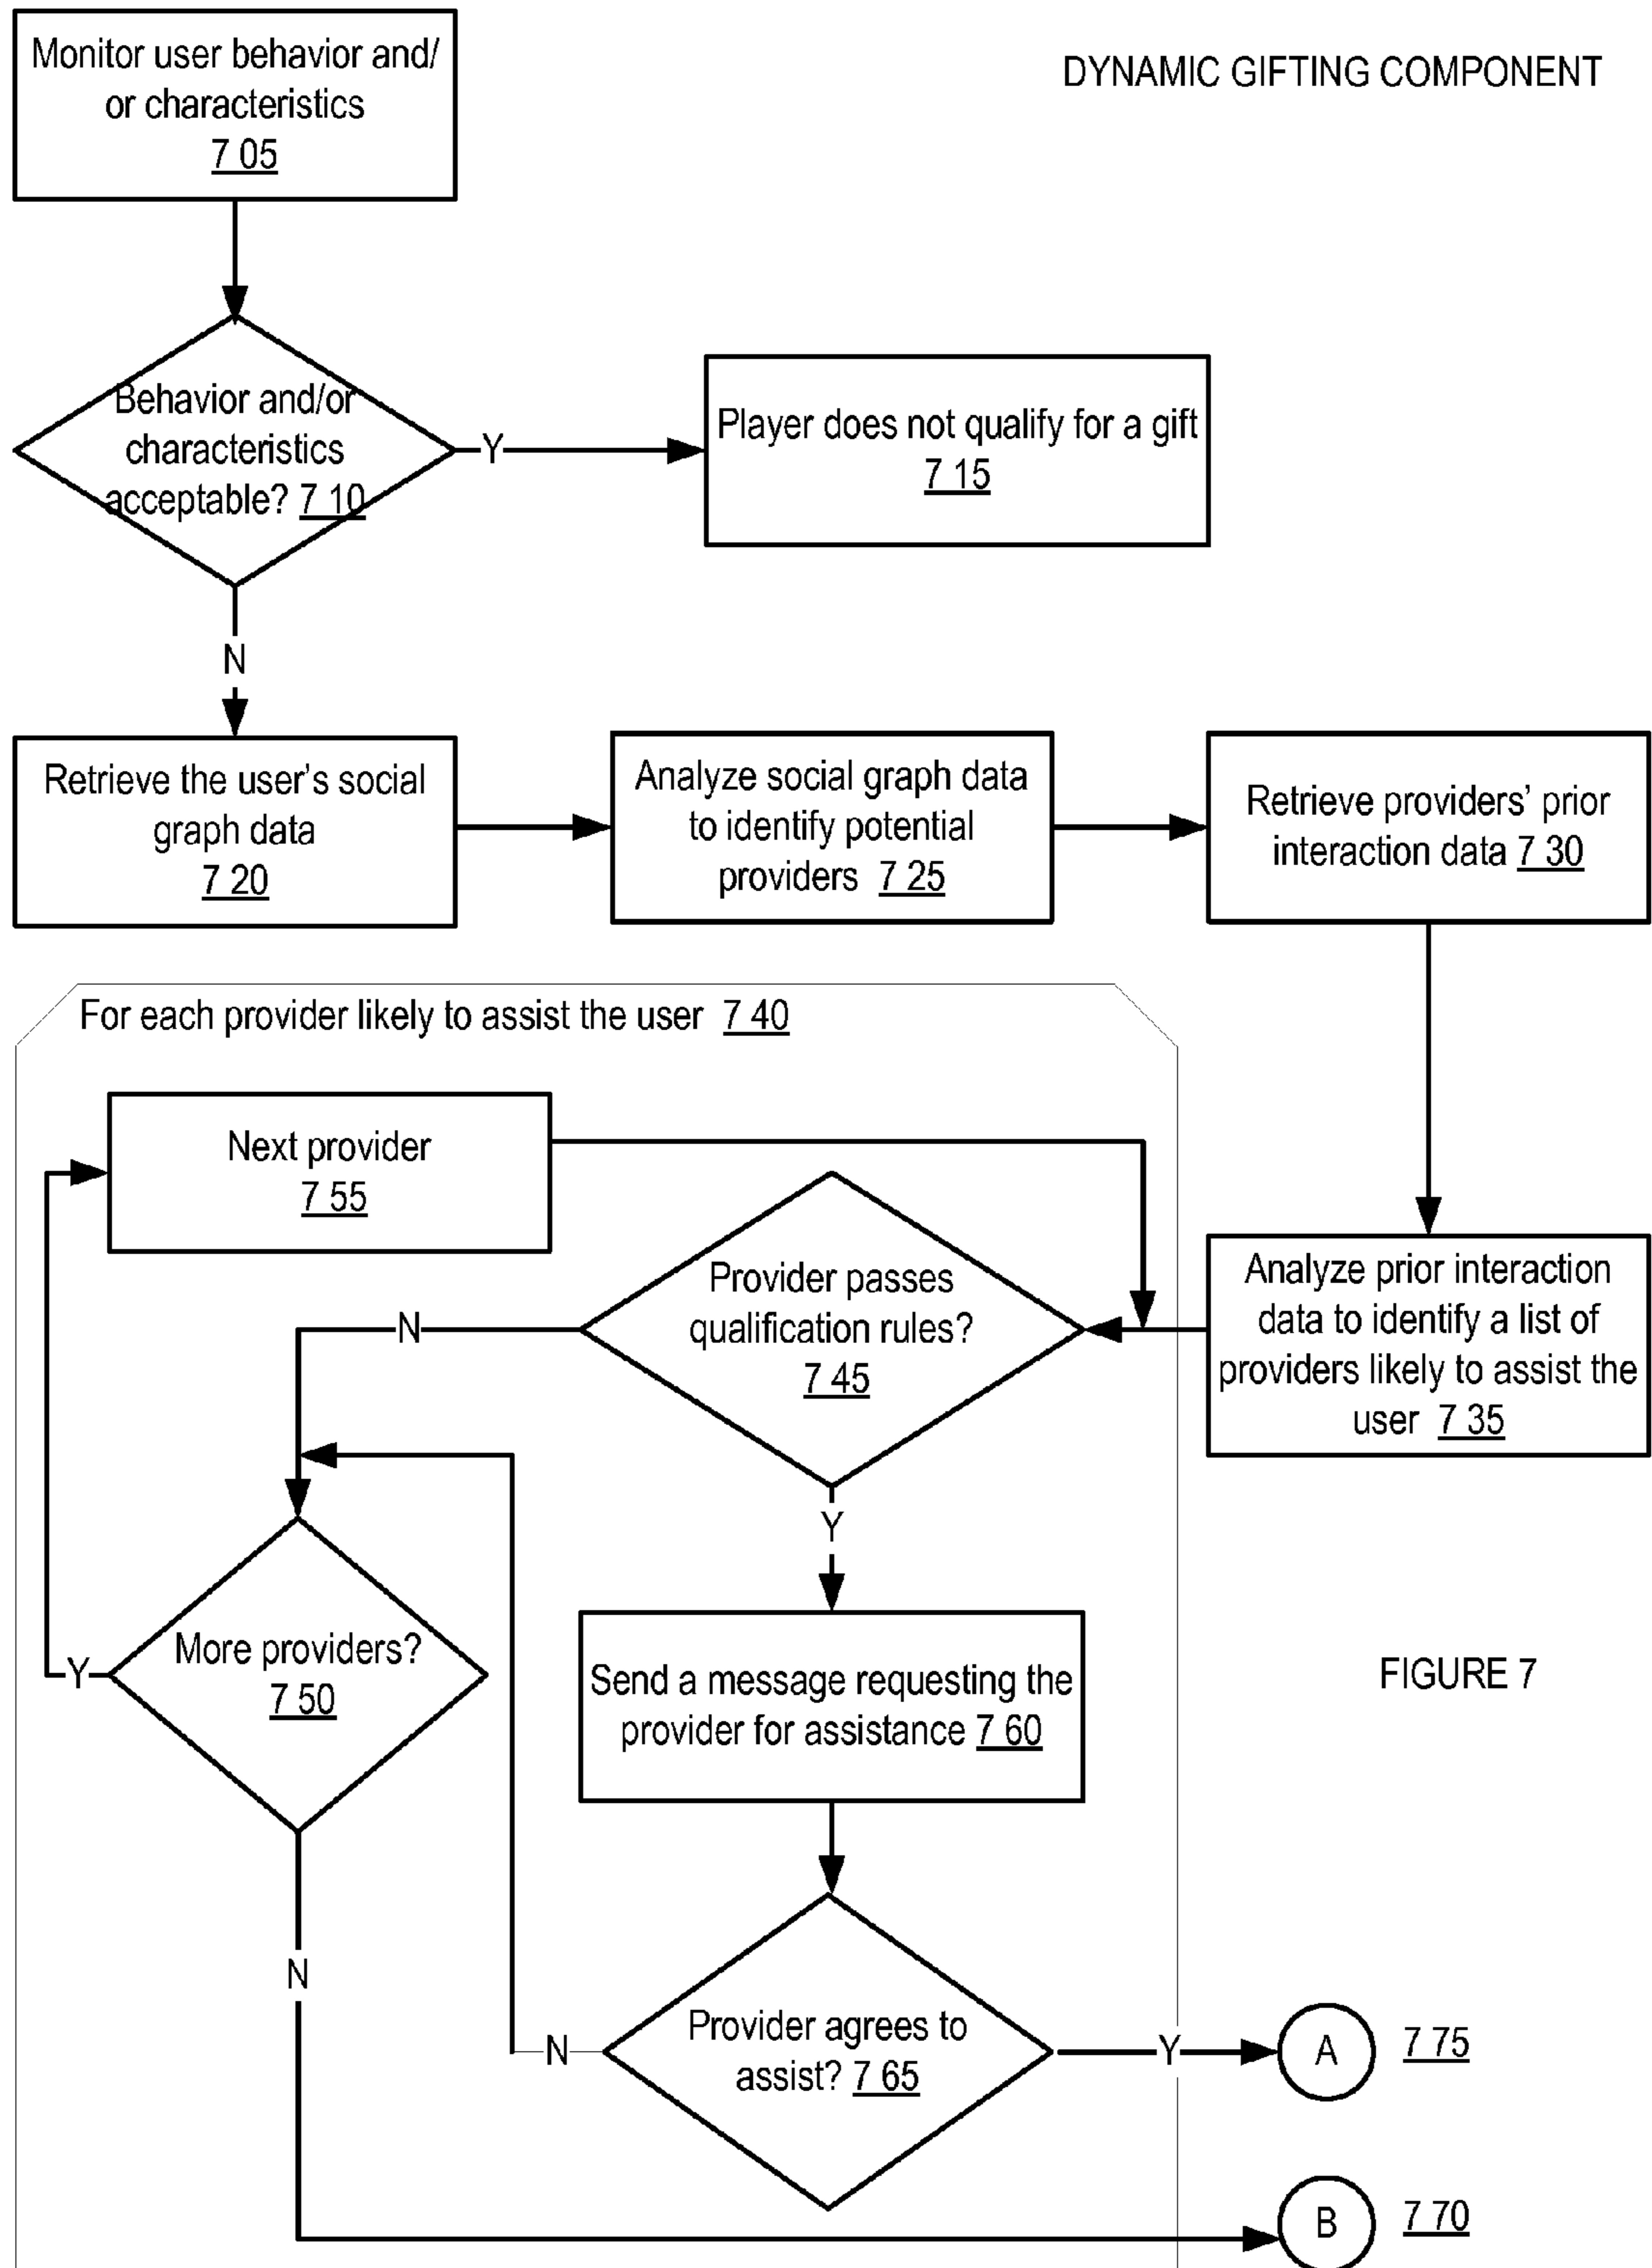 Monitor user behavior and/
or characteristics
7 05
DYNAMIC GIFTING COMPONENT
Behavior and/or
characteristics
acceptable? 7 10
Y
Player does not qualify for a gift
7 15
N
Retrieve the user's social
graph data
7 20
Analyze social graph data
to identify potential
providers 7 25
Retrieve providers' prior
interaction data 7 30
For each provider likely to assist the user 7 40
Next provider
7 55
Provider passes
qualification rules?
7 45
N
Analyze prior interaction
data to identify a list of
providers likely to assist the
user 7 35
Y
More providers?
7 50
Y
Send a message requesting the
provider for assistance 7 60
FIGURE 7
N
Provider agrees to
assist? 7 65
N
Y
A
7 75
B
7 70